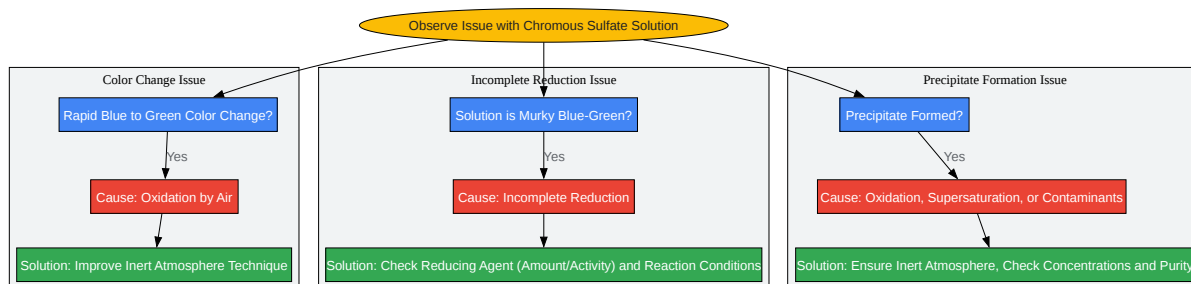 Observe Issue with Chromous Sulfate Solution
Color Change Issue
Incomplete Reduction Issue
Precipitate Formation Issue
Rapid Blue to Green Color Change?
Solution is Murky Blue-Green?
Precipitate Formed?
Yes
Yes
Yes
Cause: Oxidation by Air
Cause: Incomplete Reduction
Cause: Oxidation, Supersaturation, or Contaminants
Solution: Improve Inert Atmosphere Technique
Solution: Check Reducing Agent (Amount/Activity) and Reaction Conditions
Solution: Ensure Inert Atmosphere, Check Concentrations and Purity